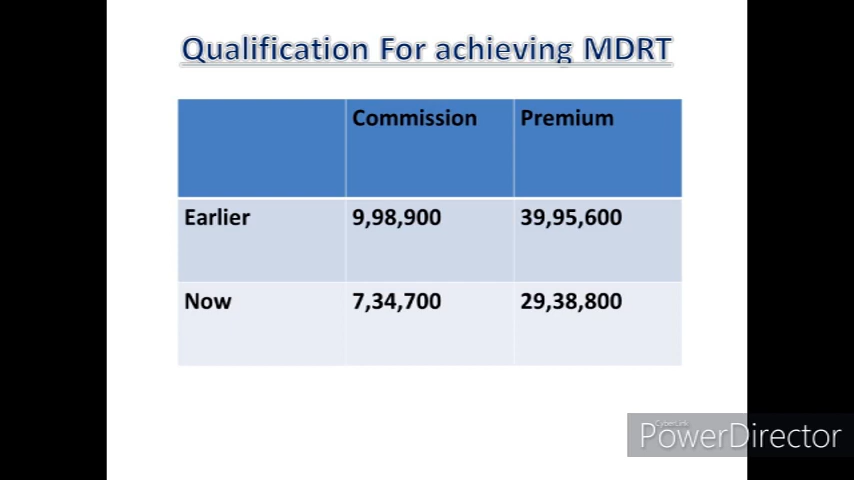 Qualification For achieving MDRT
Commission Premium
Earlier 9,98,900 39,95,600
Now 7,34,700 29,38,800
CyberLink
PowerDirector